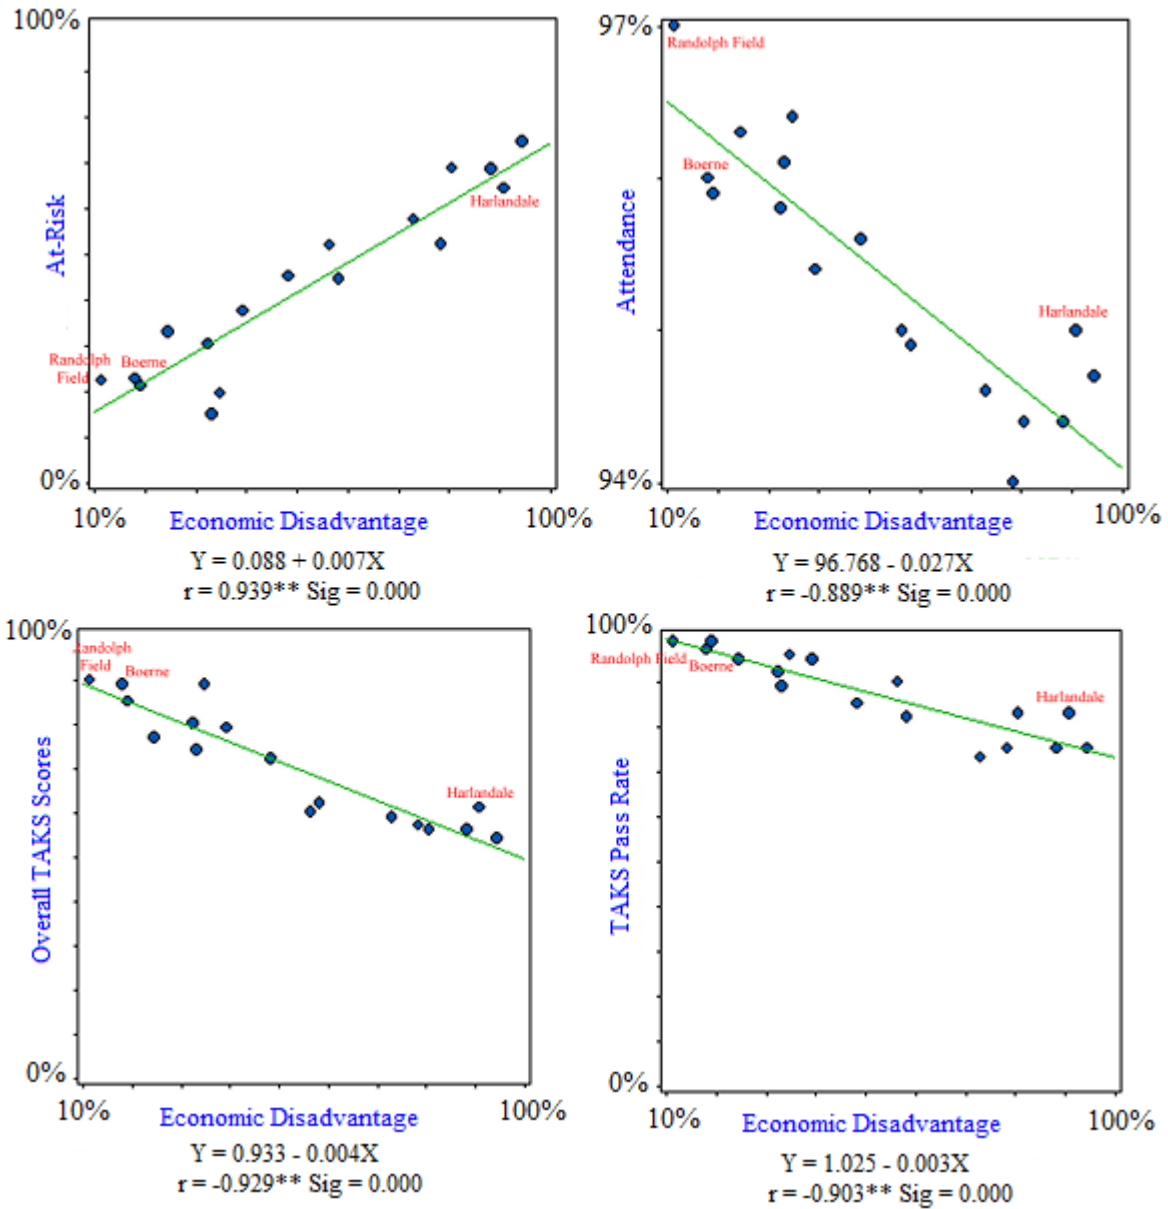 100%
At-Risk
Randolph
Field
Boerne
Harlandale
0%
10%
Economic Disadvantage
100%
Y = 0.088 + 0.007X
r = 0.939** Sig = 0.000
97%
Randolph Field
Attendance
Boerne
Harlandale
94%
10%
Economic Disadvantage
100%
Y = 96.768 - 0.027X
r = -0.889** Sig = 0.000
100%
Overall TAKS Scores
Randolph
Field
Boerne
Harlandale
0%
10%
Economic Disadvantage
100%
Y = 0.933 - 0.004X
r = -0.929** Sig = 0.000
100%
TAKS Pass Rate
Randolph Field
Boerne
Harlandale
0%
10%
Economic Disadvantage
100%
Y = 1.025 - 0.003X
r = -0.903** Sig = 0.000